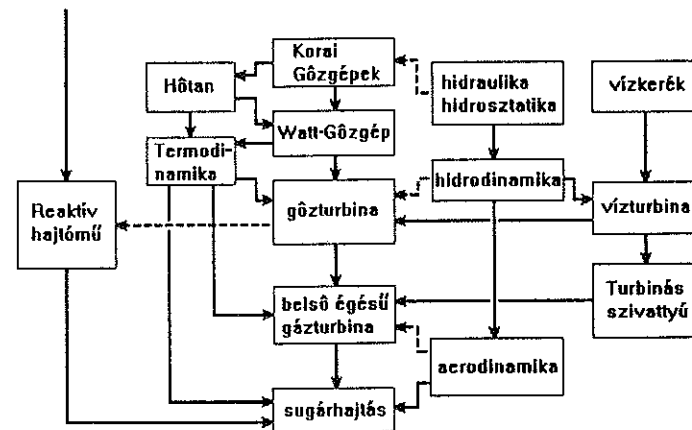 Korai
Gôzgépek
Hôtan
hidraulika
hidrosztatika
vízkerék
Termodi-
namika
Watt-Gôzgép
Reaktív
hajtómű
gôzturbina
hidrodinamika
vízturbina
belsô égésű
gázturbina
Turbinás
szivattyú
aerodinamika
sugárhajtás